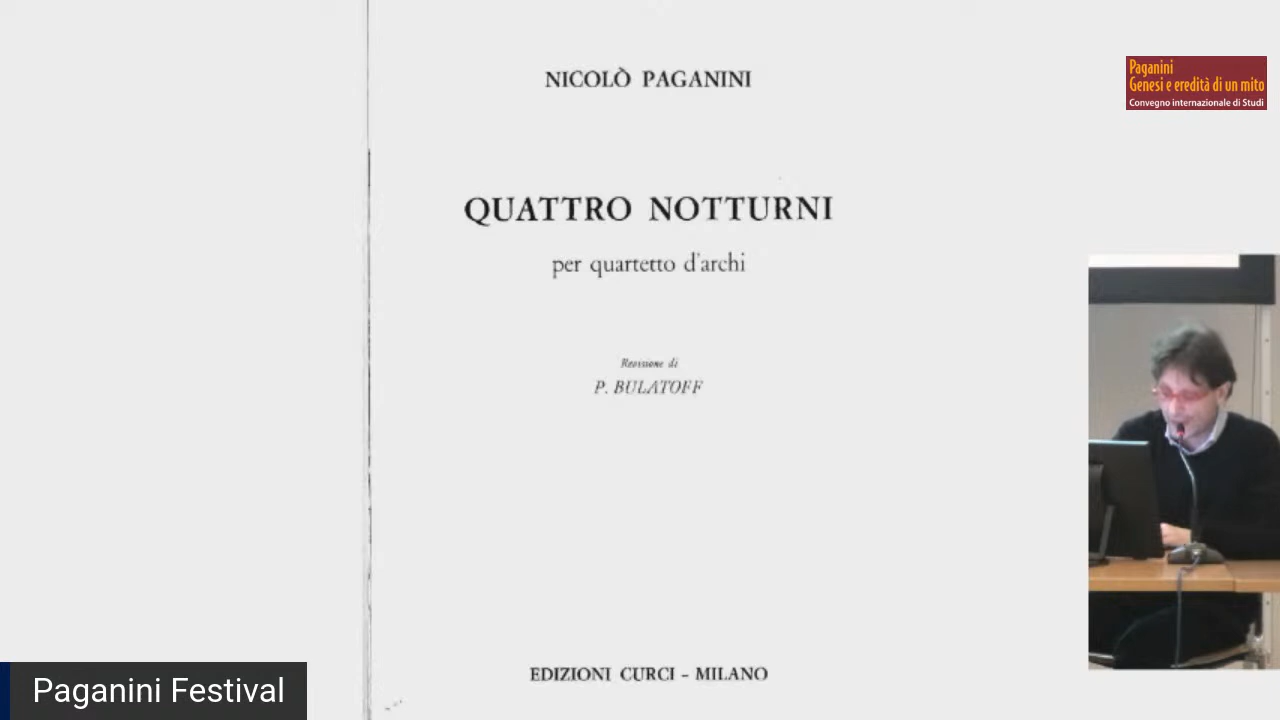 NICOLÒ PAGANINI
QUATTRO NOTTURNI
per quartetto d'archi
Revisione di
P. BULATOFF
EDIZIONI CURCI - MILANO
Paganini
Genesi e eredità di un mito
Convegno internazionale di Studi
Paganini Festival